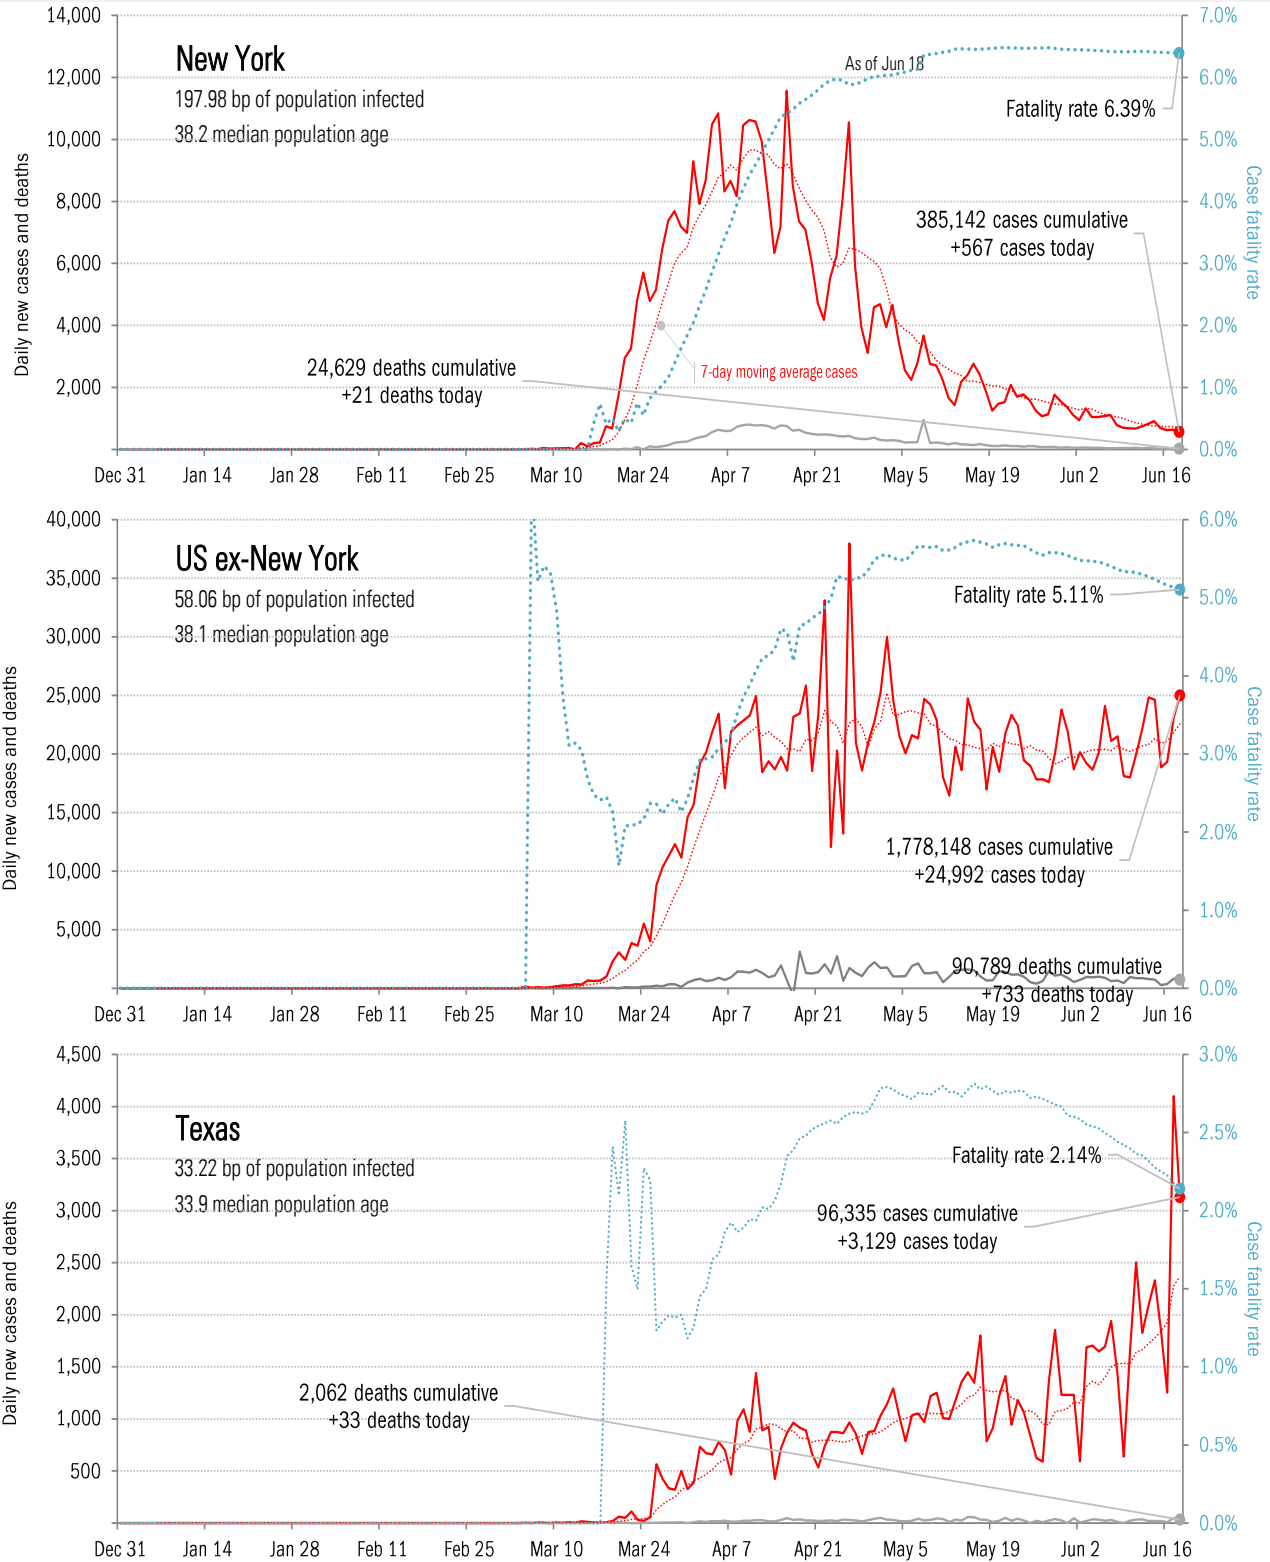 14,000
12,000
10,000
8,000
6,000
4,000
2,000
7.0%
6.0%
5.0%
4.0%
3.0%
2.0%
1.0%
0.0%
Daily new cases and deaths
Case fatality rate
New York
197.98 bp of population infected
38.2 median population age
As of Jun 18
Fatality rate 6.39%
385,142 cases cumulative
+567 cases today
24,629 deaths cumulative
+21 deaths today
7-day moving average cases
Dec 31 Jan 14 Jan 28 Feb 11 Feb 25 Mar 10 Mar 24 Apr 7 Apr 21 May 5 May 19 Jun 2 Jun 16
40,000
35,000
30,000
25,000
20,000
15,000
10,000
5,000
6.0%
5.0%
4.0%
3.0%
2.0%
1.0%
0.0%
Daily new cases and deaths
Case fatality rate
US ex-New York
58.06 bp of population infected
38.1 median population age
Fatality rate 5.11%
1,778,148 cases cumulative
+24,992 cases today
90,789 deaths cumulative
+733 deaths today
Dec 31 Jan 14 Jan 28 Feb 11 Feb 25 Mar 10 Mar 24 Apr 7 Apr 21 May 5 May 19 Jun 2 Jun 16
4,500
4,000
3,500
3,000
2,500
2,000
1,500
1,000
500
3.0%
2.5%
2.0%
1.5%
1.0%
0.5%
0.0%
Daily new cases and deaths
Case fatality rate
Texas
33.22 bp of population infected
33.9 median population age
Fatality rate 2.14%
96,335 cases cumulative
+3,129 cases today
2,062 deaths cumulative
+33 deaths today
Dec 31 Jan 14 Jan 28 Feb 11 Feb 25 Mar 10 Mar 24 Apr 7 Apr 21 May 5 May 19 Jun 2 Jun 16